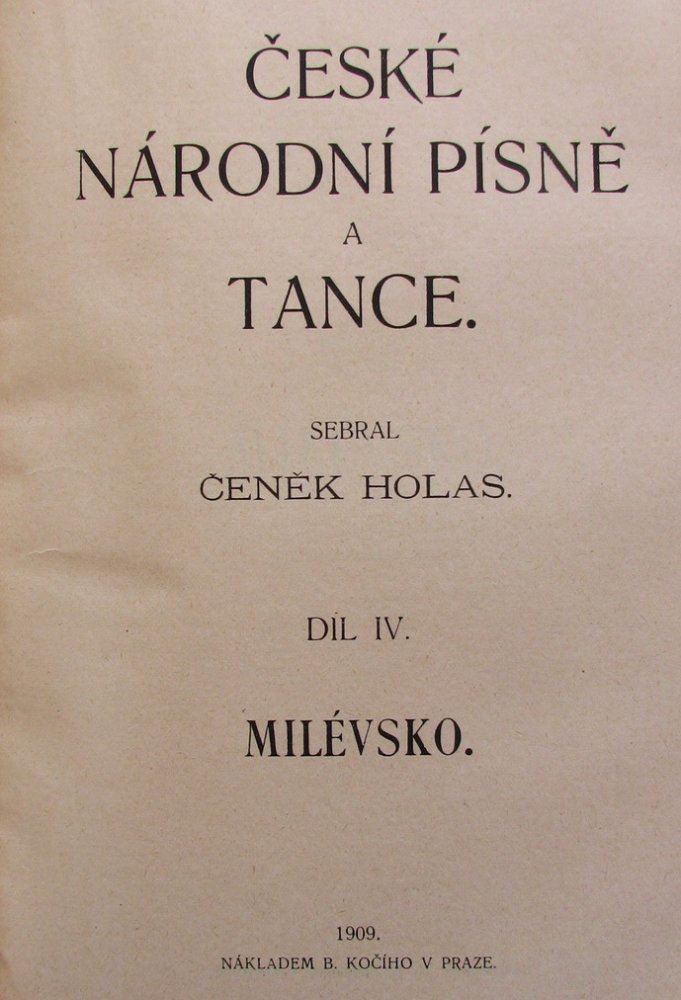 ČESKÉ
NÁRODNÍ PÍSNĚ
A
TANCE.
SEBRAL
ČENĚK HOLAS.
DÍL IV.
MILÉVSKO.
1909.
NÁKLADEM B. KOČÍHO V PRAZE.